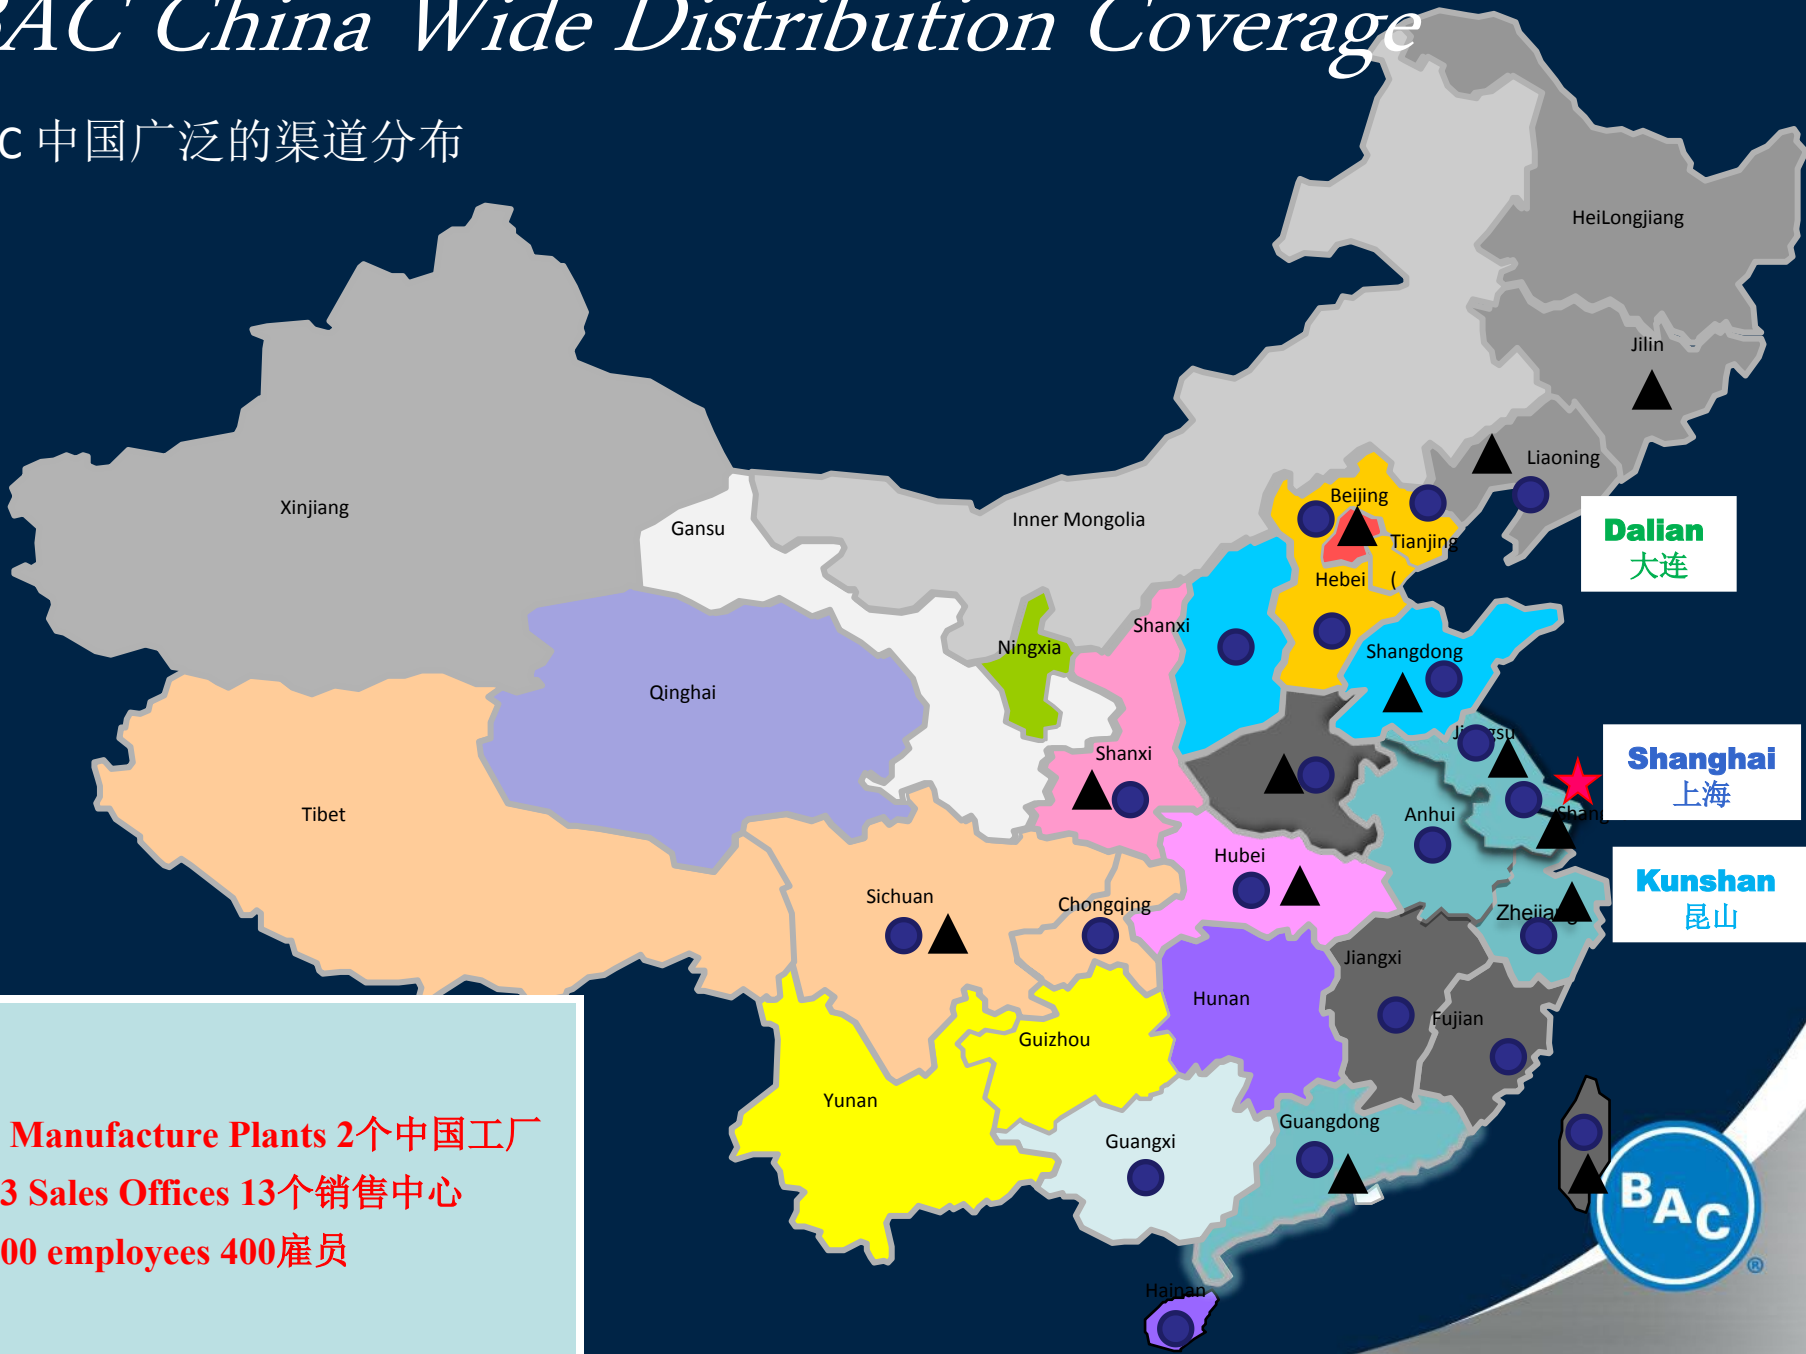 BAC China Wide Distribution Coverage
C 中国广泛的渠道分布
HeiLongjiang
Jilin
Liaoning
Xinjiang
Gansu
Inner Mongolia
Beijing
Tianjing
Dalian
大连
Hebei (
Shanxi
Ningxia
Shangdong
Qinghai
Jiangsu
Shanxi
Shanghai
上海
Tibet
Anhui
Shang
Hubei
Kunshan
昆山
Sichuan
Chongqing
Zhejiang
Jiangxi
Hunan
Fujian
Guizhou
Yunan
Guangdong
Guangxi
Manufacture Plants 2个中国工厂
3 Sales Offices 13个销售中心
00 employees 400雇员
BAC
®
Hainan